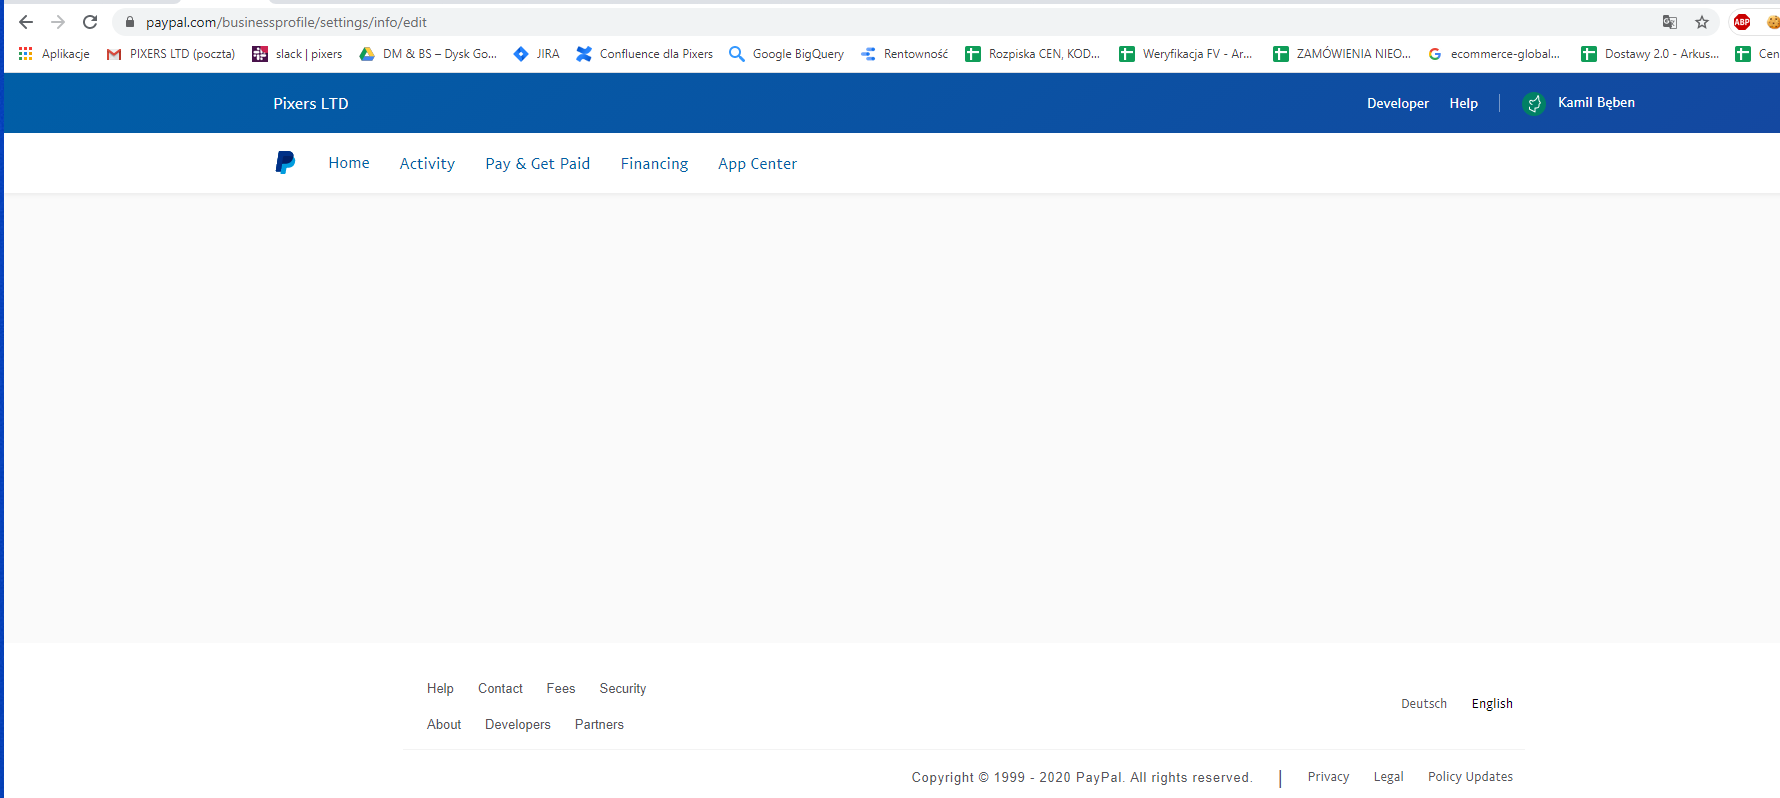 paypal.com/businessprofile/settings/info/edit
ABP
Aplikacje PIXERS LTD (poczta) slack | pixers DM & BS – Dysk Go... JIRA Confluence dla Pixers Google BigQuery Rentowność Rozpiska CEN, KOD... Weryfikacja FV - Ar... ZAMÓWIENIA NIEO... ecommerce-global... Dostawy 2.0 - Arkus... Cen
Pixers LTD Developer Help Kamil Bęben
Home Activity Pay & Get Paid Financing App Center
Help Contact Fees Security
Deutsch English
About Developers Partners
Copyright © 1999 - 2020 PayPal. All rights reserved. | Privacy Legal Policy Updates